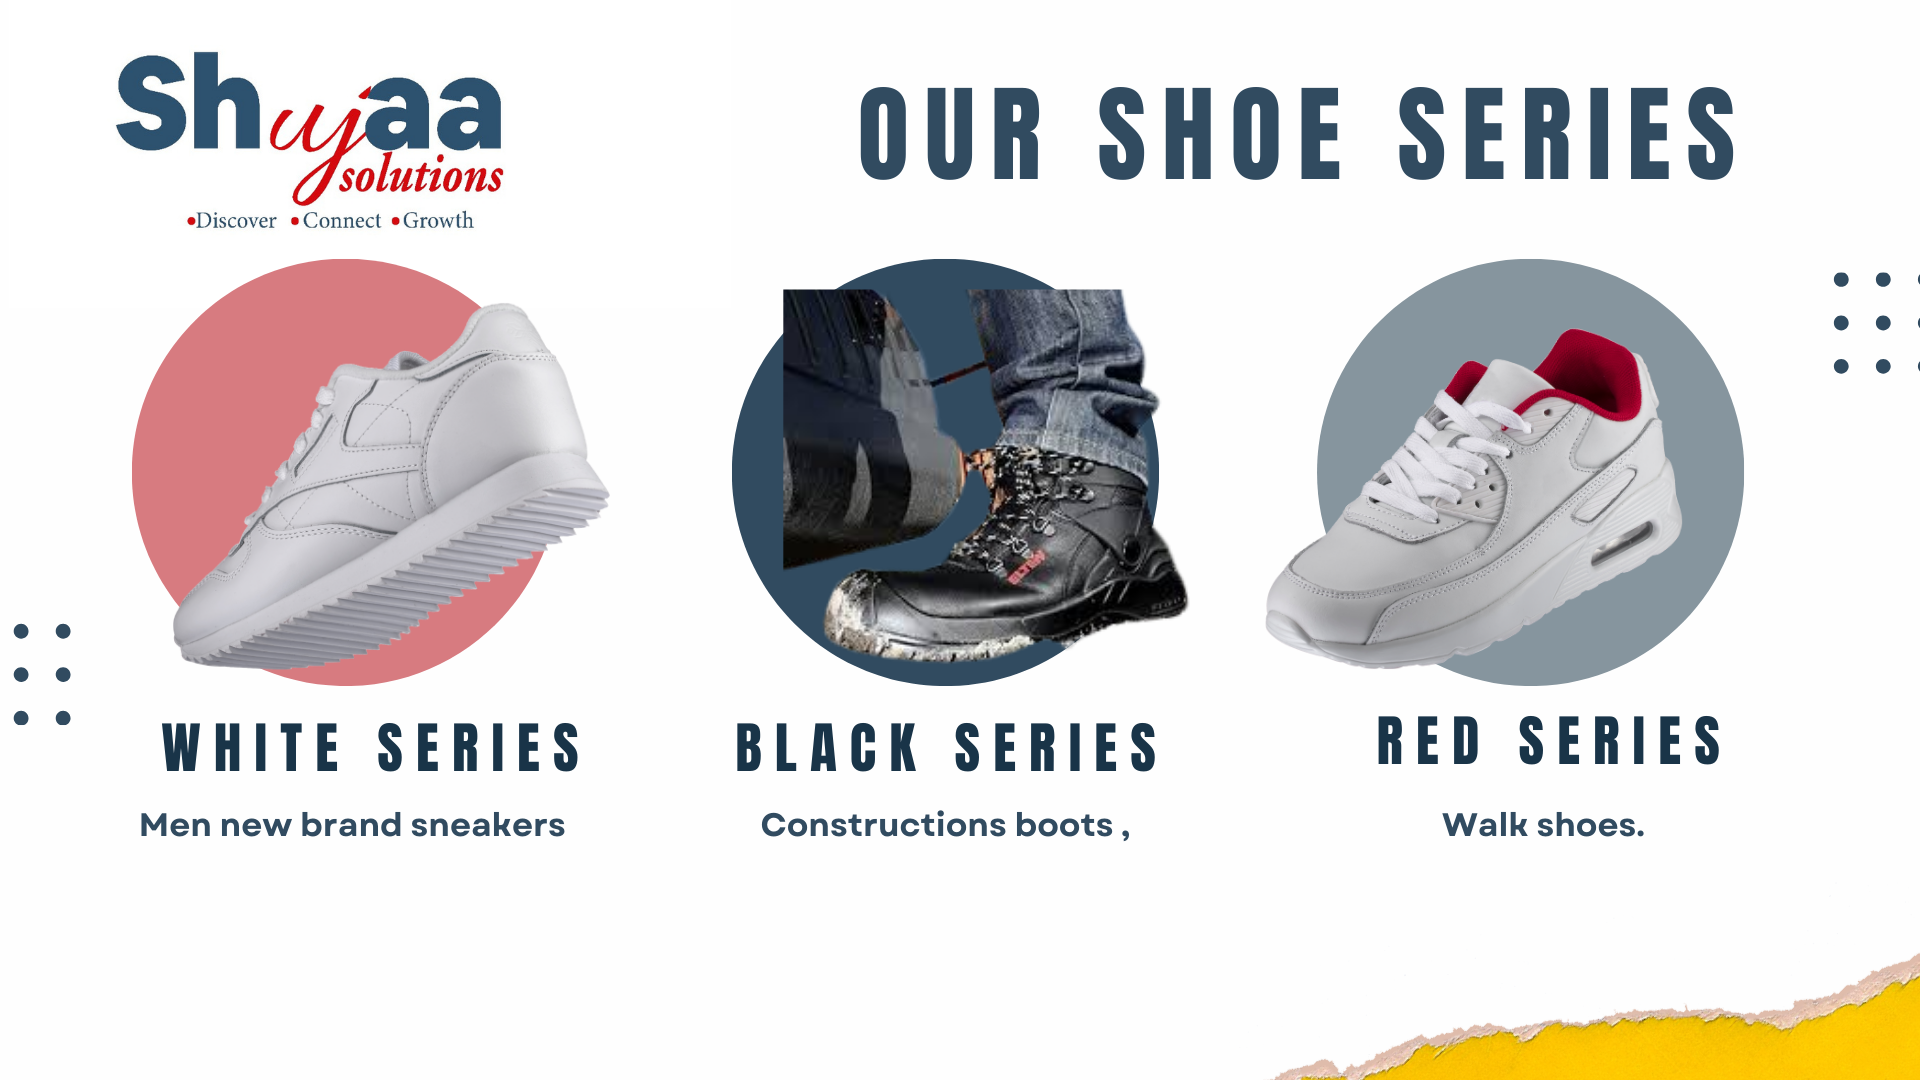 Shujaa
solutions
•Discover •Connect •Growth
OUR SHOE SERIES
ELTEN
WHITE SERIES
Men new brand sneakers
BLACK SERIES
Constructions boots ,
RED SERIES
Walk shoes.